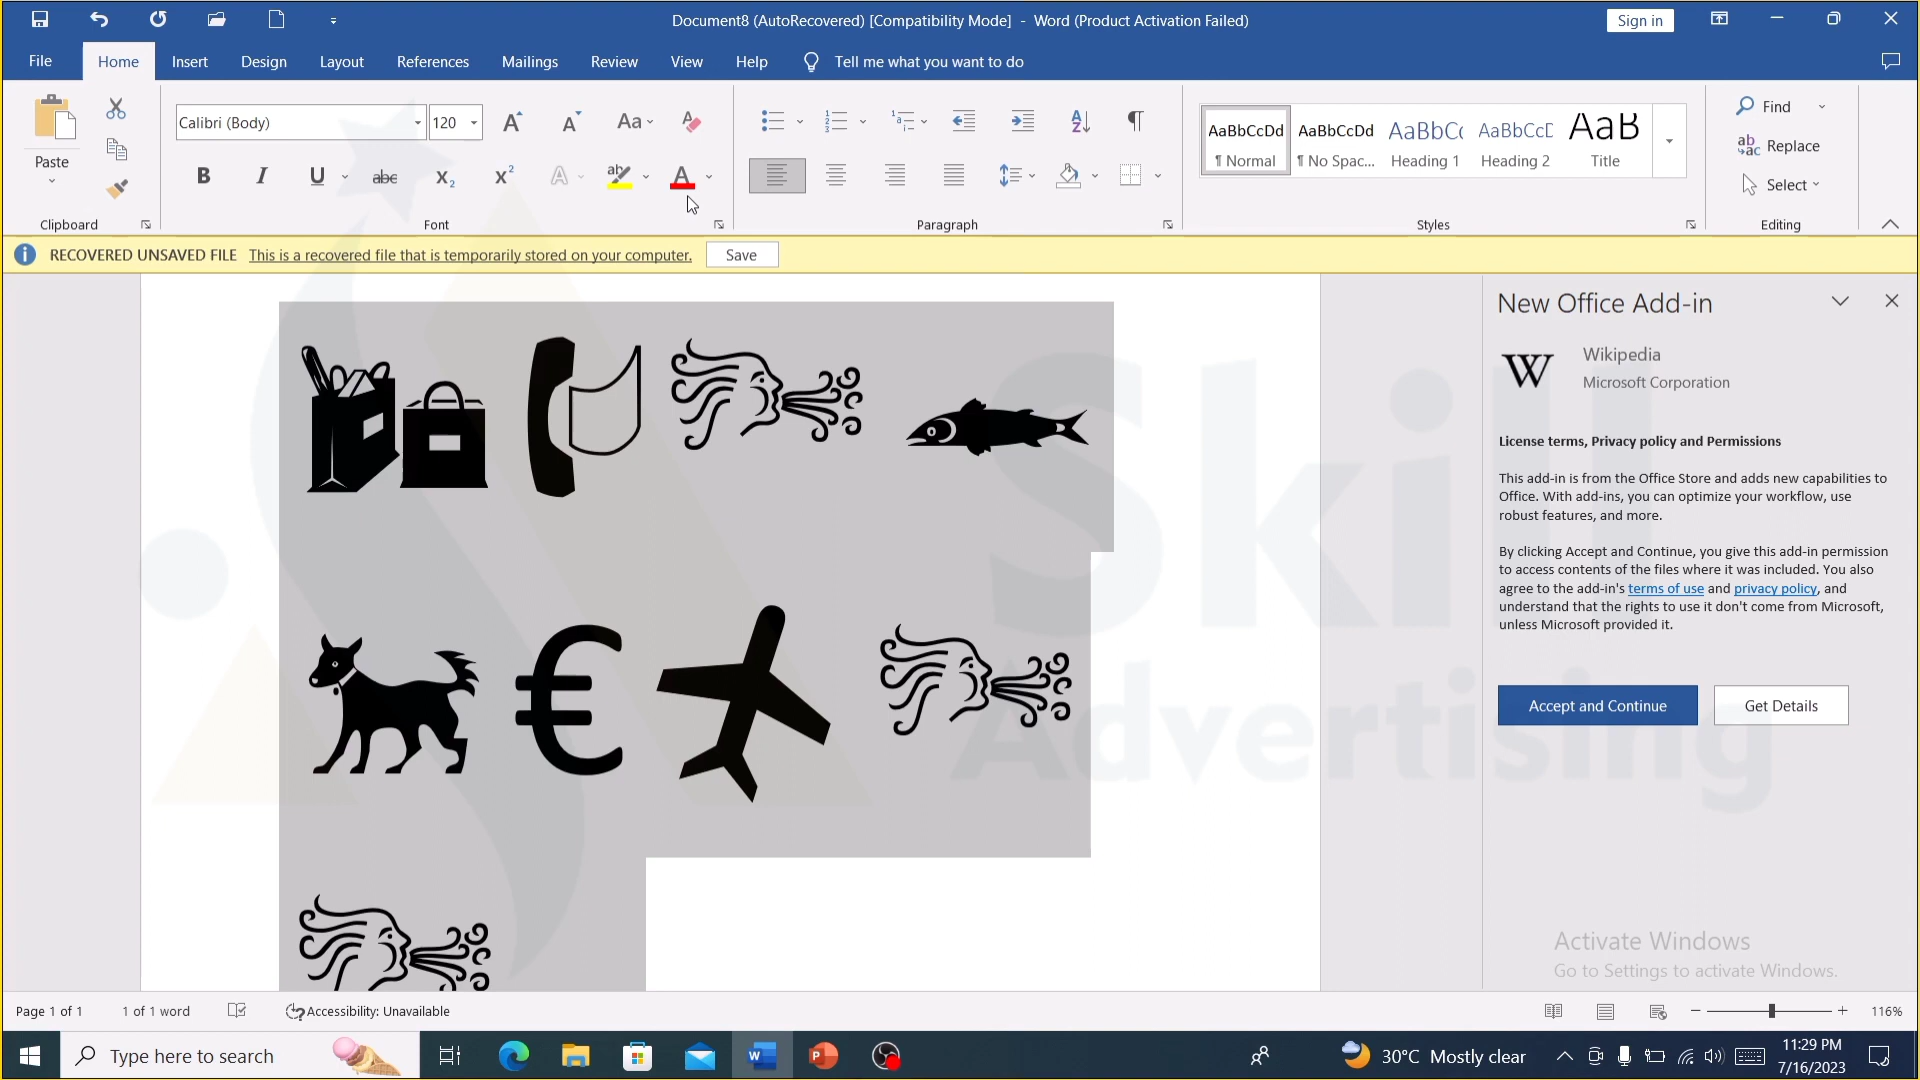 Document8 (AutoRecovered) [Compatibility Mode] - Word (Product Activation Failed)
Sign in
File Home Insert Design Layout References Mailings Review View Help Tell me what you want to do
Paste
Clipboard
Calibri (Body) 120
Font
Paragraph
AaBbCcDd AaBbCcDd AaBbCc AaBbCcD AaB
¶ Normal ¶ No Spac... Heading 1 Heading 2 Title
Styles
Find
Replace
Select
Editing
RECOVERED UNSAVED FILE This is a recovered file that is temporarily stored on your computer. Save
€
Skill
Advertising
New Office Add-in
W
Wikipedia
Microsoft Corporation
License terms, Privacy policy and Permissions
This add-in is from the Office Store and adds new capabilities to
Office. With add-ins, you can optimize your workflow, use
robust features, and more.
By clicking Accept and Continue, you give this add-in permission
to access contents of the files where it was included. You also
agree to the add-in's terms of use and privacy policy, and
understand that the rights to use it don't come from Microsoft,
unless Microsoft provided it.
Accept and Continue Get Details
Activate Windows
Go to Settings to activate Windows.
Page 1 of 1 1 of 1 word Accessibility: Unavailable 116%
Type here to search
30°C Mostly clear
11:29 PM
7/16/2023